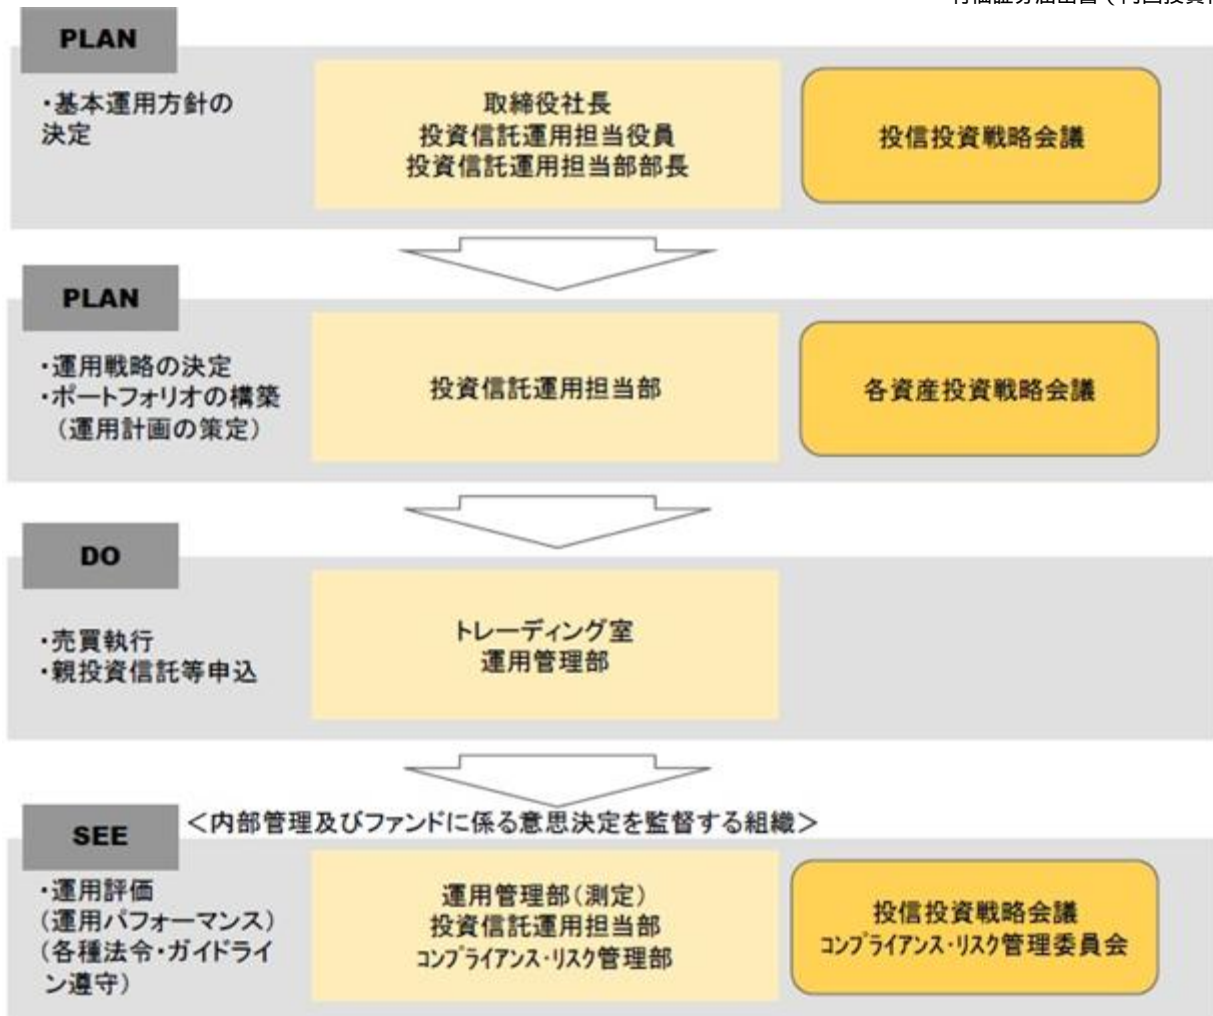 PLAN
・基本運用方針の
決定
取締役社長
投資信託運用担当役員
投資信託運用担当部部長
投信投資戦略会議
PLAN
・運用戦略の決定
・ポートフォリオの構築
(運用計画の策定)
投資信託運用担当部
各資産投資戦略会議
DO
・売買執行
・親投資信託等申込
トレーディング室
運用管理部
SEE
＜内部管理及びファンドに係る意思決定を監督する組織＞
・運用評価
(運用パフォーマンス)
(各種法令・ガイドライ
ン遵守)
運用管理部(測定)
投資信託運用担当部
ｺﾝﾌﾟﾗｲｱﾝｽ・ﾘｽｸ管理部
投信投資戦略会議
ｺﾝﾌﾟﾗｲｱﾝｽ・ﾘｽｸ管理委員会